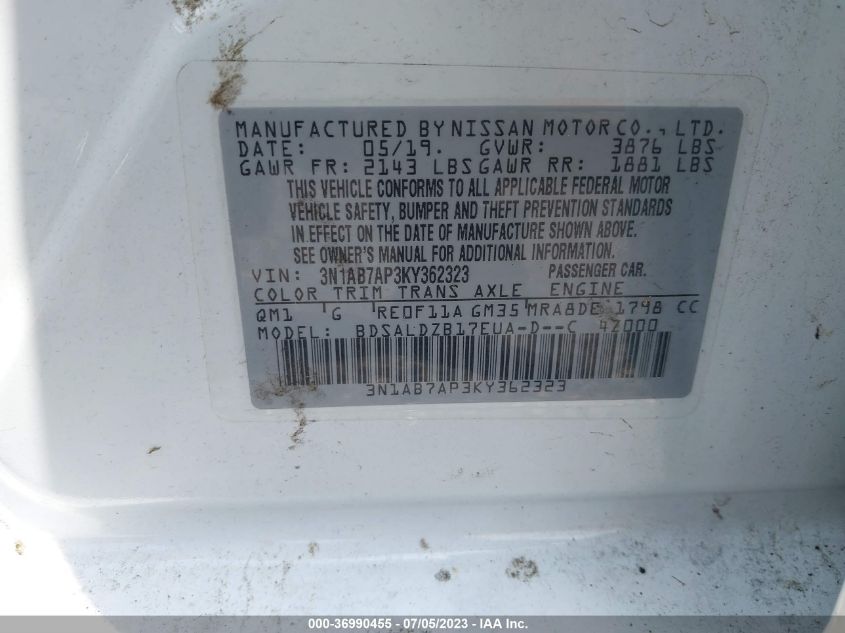 MANUFACTURED BY NISSAN MOTOR CO., LTD.
DATE: 05/19. GVWR: 3876 LBS
GAWR FR: 2143 LBS GAWR RR: 1881 LBS
THIS VEHICLE CONFORMS TO ALL APPLICABLE FEDERAL MOTOR
VEHICLE SAFETY, BUMPER AND THEFT PREVENTION STANDARDS
IN EFFECT ON THE DATE OF MANUFACTURE SHOWN ABOVE.
SEE OWNER'S MANUAL FOR ADDITIONAL INFORMATION.
VIN: 3N1AB7AP3KY362323 PASSENGER CAR.
COLOR TRIM TRANS AXLE ENGINE
QM1 G RE0F11A GM35 MRA8DE 1798 CC
MODEL: BDSALDZB17EUA-D--C 42000
3N1AB7AP3KY362323
000-36990455 - 07/05/2023 - © IAA, Inc.